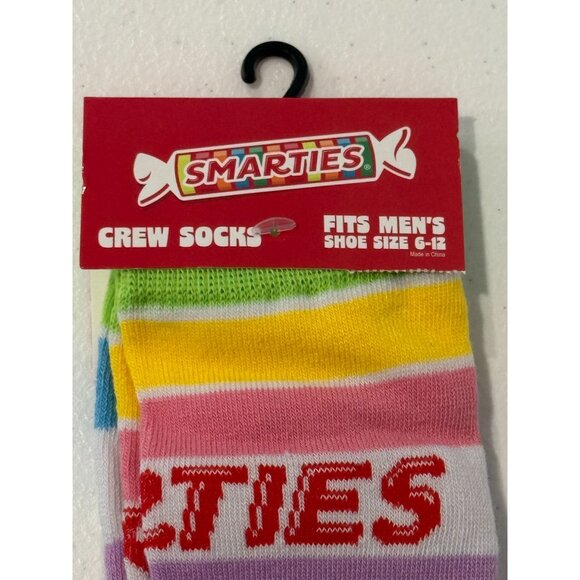 SMARTIES®
CREW SOCKS
FITS MEN'S
SHOE SIZE 6-12
Made in China
RTIES